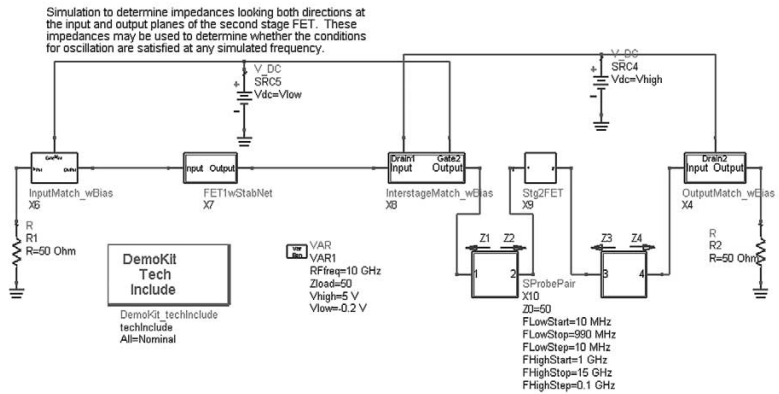 Simulation to determine impedances looking both directions at
the input and output planes of the second stage FET. These
impedances may be used to determine whether the conditions
for oscillation are satisfied at any simulated frequency.
V_DC
SRC5
Vdc=Vlow
V_DC
SRC4
Vdc=Vhigh
InputMatch_wBias
X6
Input Output
FET1wStabNet
X7
Drain1 Gate2
Input Output
InterstageMatch_wBias
X8
Stg2FET
X9
Drain2
Input Output
OutputMatch_wBias
X4
R
R1
R=50 Ohm
DemoKit
Tech
Include
DemoKit_techInclude
techInclude
All=Nominal
Var
Eqn
VAR
VAR1
RFfreq=10 GHz
Zload=50
Vhigh=5 V
Vlow=-0.2 V
Z1 Z2
1 2
Z3 Z4
3 4
SProbePair
X10
Z0=50
FLowStart=10 MHz
FLowStop=990 MHz
FLowStep=10 MHz
FHighStart=1 GHz
FHighStop=15 GHz
FHighStep=0.1 GHz
R
R2
R=50 Ohm